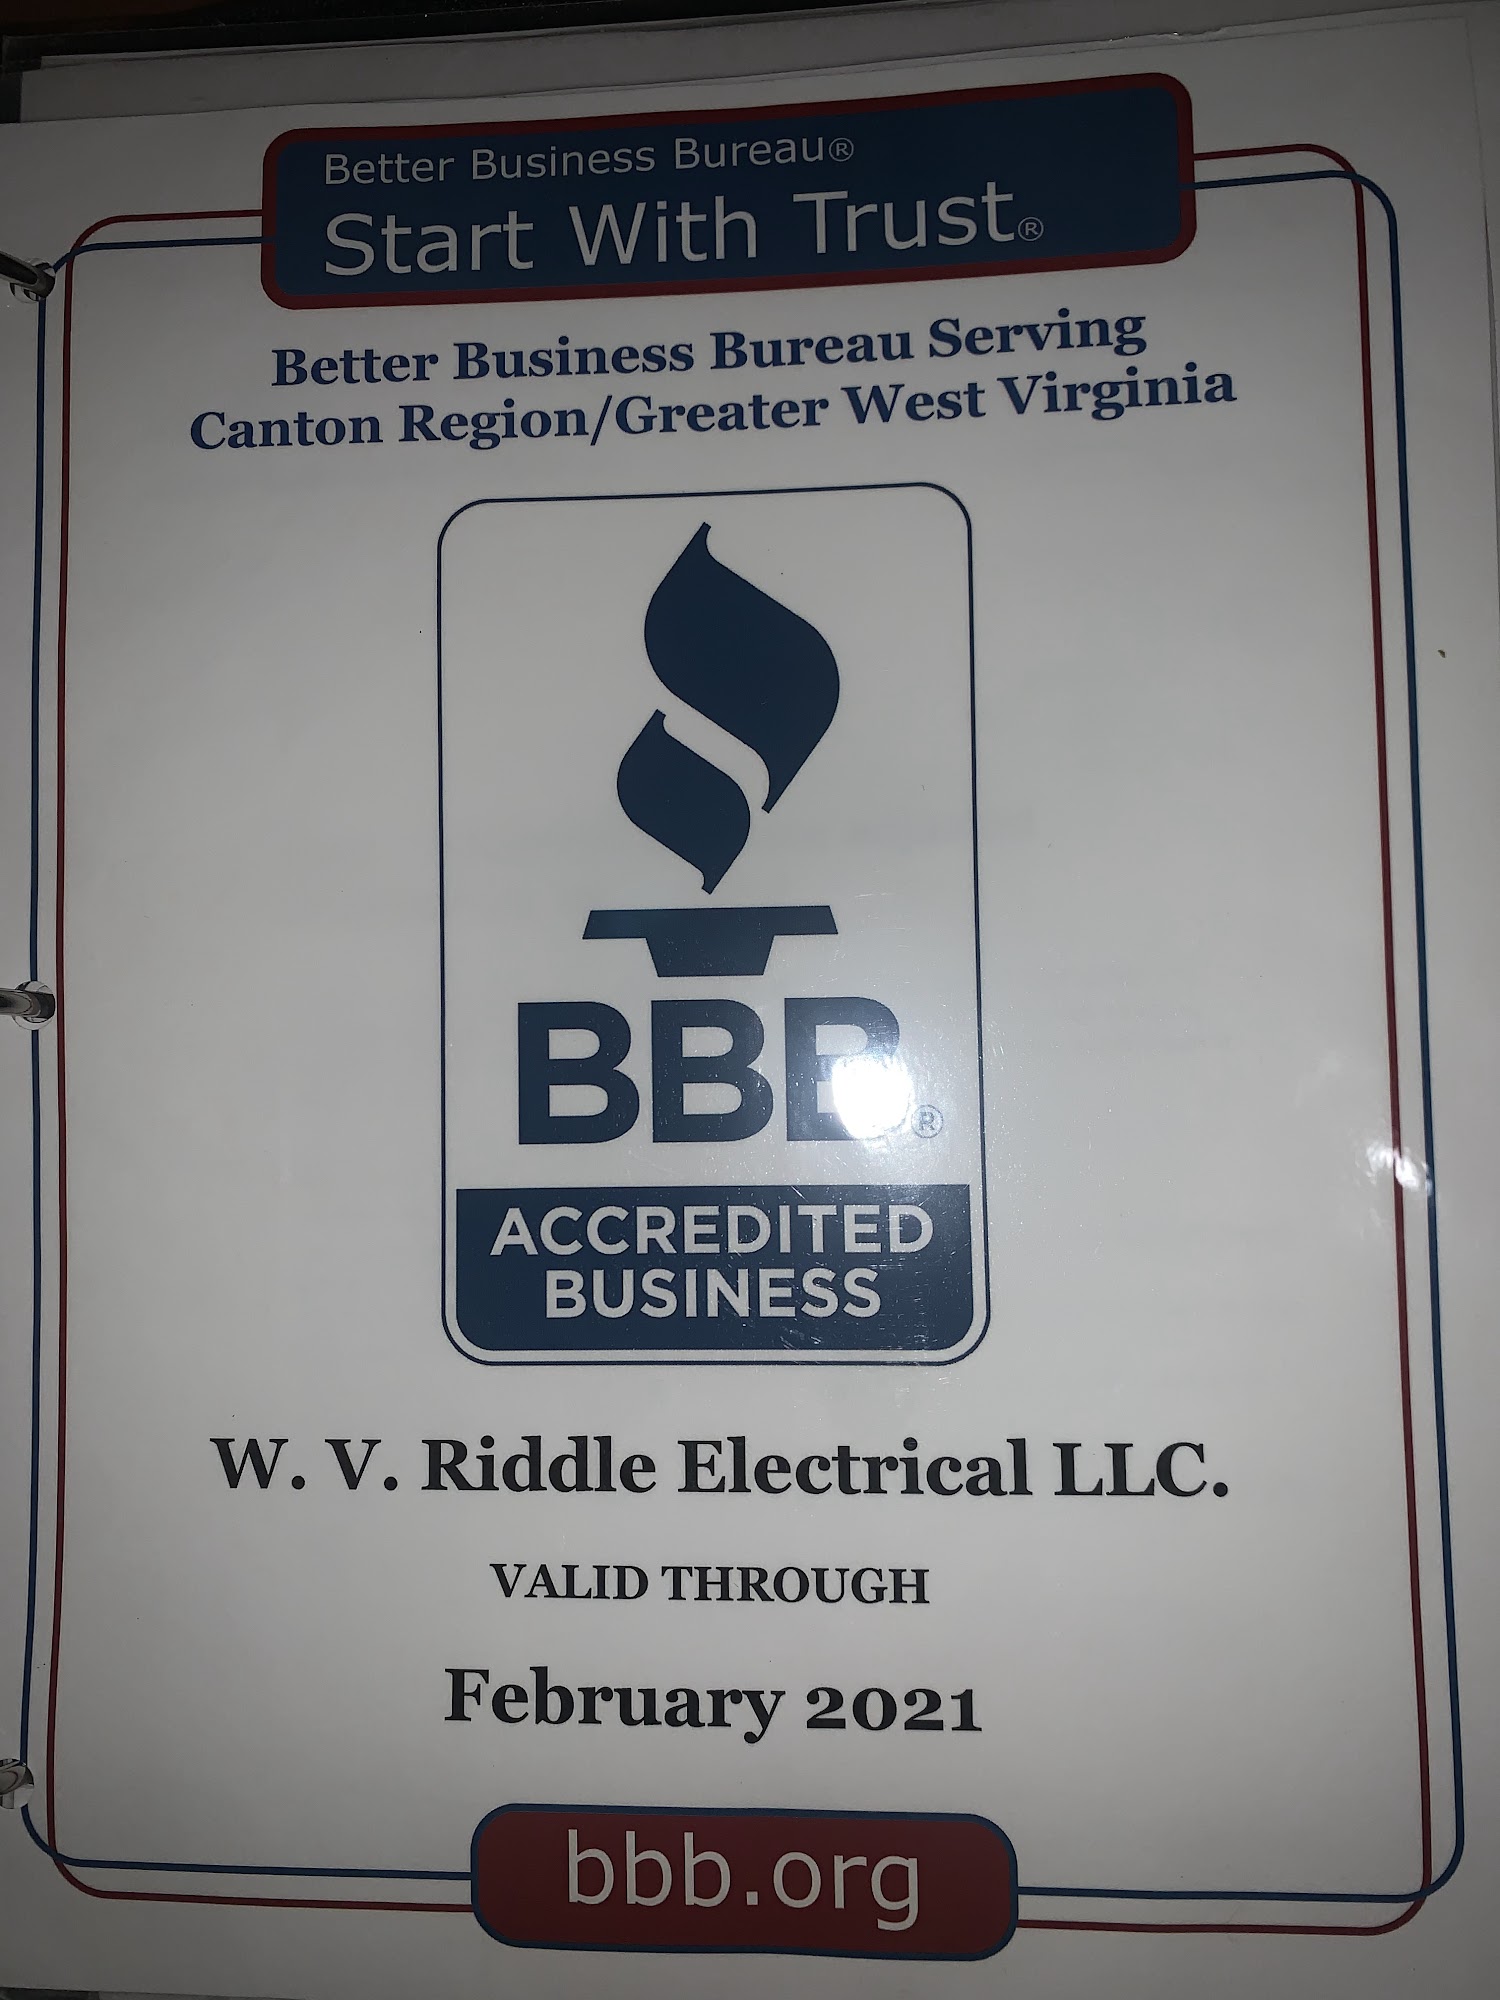 Better Business Bureau®
Start With Trust®
Better Business Bureau Serving
Canton Region/Greater West Virginia
BBB®
ACCREDITED
BUSINESS
W. V. Riddle Electrical LLC.
VALID THROUGH
February 2021
bbb.org